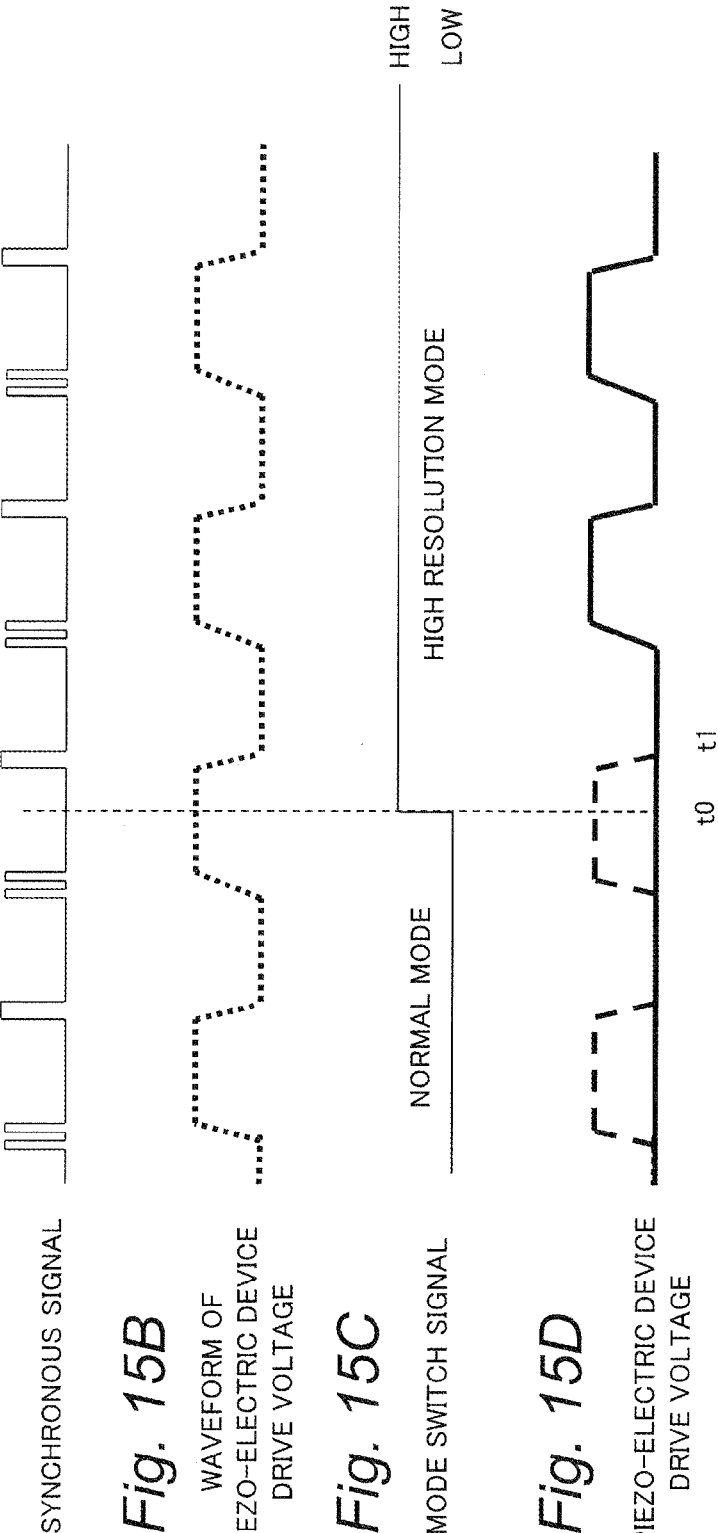 SYNCHRONOUS SIGNAL
Fig. 15B
WAVEFORM OF
EZO-ELECTRIC DEVICE
DRIVE VOLTAGE
Fig. 15C
MODE SWITCH SIGNAL
NORMAL MODE
HIGH RESOLUTION MODE
HIGH
LOW
Fig. 15D
IEZO-ELECTRIC DEVICE
DRIVE VOLTAGE
t0 t1